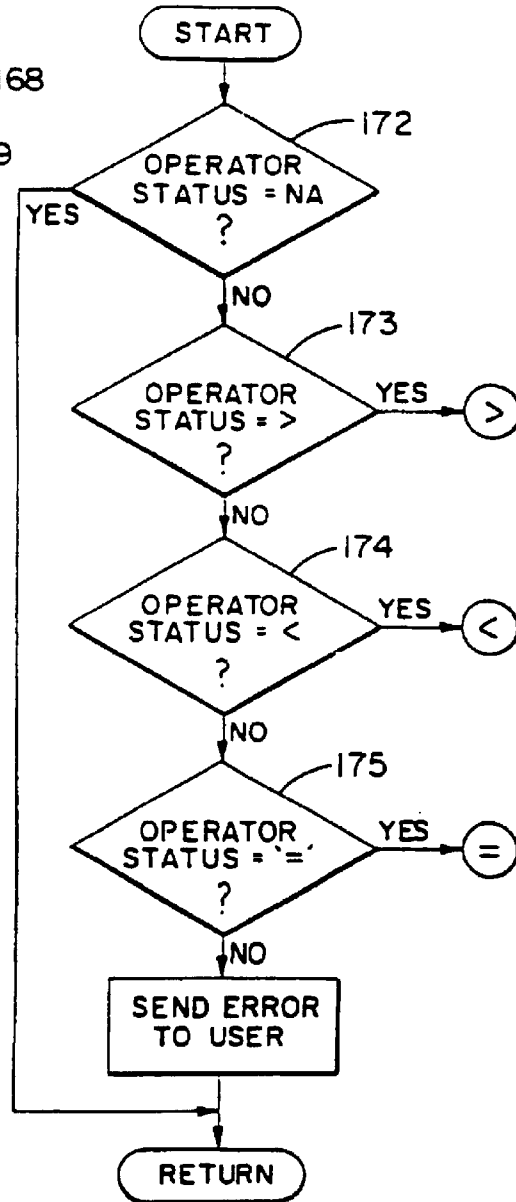 START
168
172
9
OPERATOR
STATUS = NA
?
YES
NO
173
OPERATOR
STATUS = >
?
YES
>
NO
174
OPERATOR
STATUS = <
?
YES
<
NO
175
OPERATOR
STATUS = '='
?
YES
=
NO
SEND ERROR
TO USER
RETURN